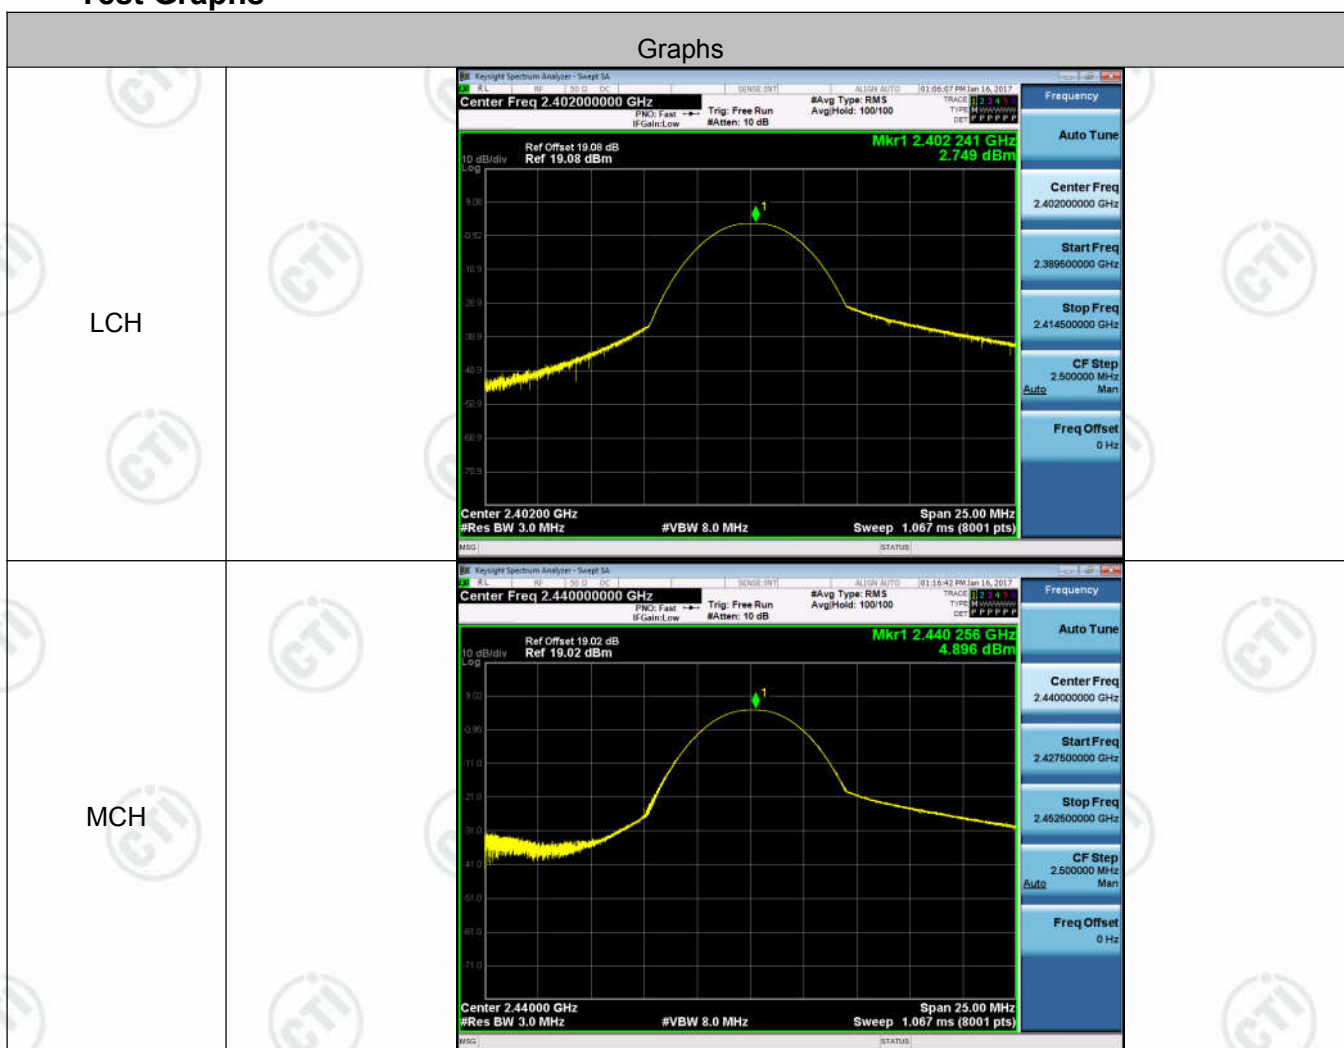 Test Graphs
Graphs
LCH
Keysight Spectrum Analyzer - Swept SA
RL RF 50 Ω DC SENSE:INT ALIGN AUTO 01:06:07 PM Jan 16, 2017
Center Freq 2.402000000 GHz
PNO: Fast
IFGain:Low
Trig: Free Run
#Atten: 10 dB
#Avg Type: RMS
Avg|Hold: 100/100
TRACE 1 2 3 4 5 6
TYPE M
DET P P P P P P
Frequency
Auto Tune
Center Freq
2.402000000 GHz
Start Freq
2.389500000 GHz
Stop Freq
2.414500000 GHz
CF Step
2.500000 MHz
Auto Man
Freq Offset
0 Hz
Mkr1 2.402 241 GHz
2.749 dBm
Ref Offset 19.08 dB
10 dB/div Ref 19.08 dBm
Log
1
9.08
-0.92
-10.9
-20.9
-30.9
-40.9
-50.9
-60.9
-70.9
Center 2.40200 GHz Span 25.00 MHz
#Res BW 3.0 MHz #VBW 8.0 MHz Sweep 1.067 ms (8001 pts)
MSG STATUS
MCH
Keysight Spectrum Analyzer - Swept SA
RL RF 50 Ω DC SENSE:INT ALIGN AUTO 01:16:42 PM Jan 16, 2017
Center Freq 2.440000000 GHz
PNO: Fast
IFGain:Low
Trig: Free Run
#Atten: 10 dB
#Avg Type: RMS
Avg|Hold: 100/100
TRACE 1 2 3 4 5 6
TYPE M
DET P P P P P P
Frequency
Auto Tune
Center Freq
2.440000000 GHz
Start Freq
2.427500000 GHz
Stop Freq
2.452500000 GHz
CF Step
2.500000 MHz
Auto Man
Freq Offset
0 Hz
Mkr1 2.440 256 GHz
4.896 dBm
Ref Offset 19.02 dB
10 dB/div Ref 19.02 dBm
Log
1
9.02
-0.98
-11.0
-21.0
-31.0
-41.0
-51.0
-61.0
-71.0
Center 2.44000 GHz Span 25.00 MHz
#Res BW 3.0 MHz #VBW 8.0 MHz Sweep 1.067 ms (8001 pts)
MSG STATUS